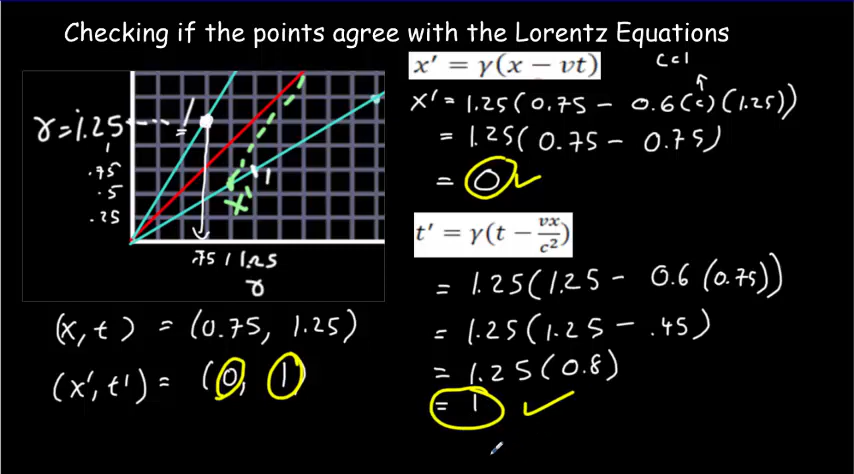 Checking if the points agree with the Lorentz Equations
γ = 1.25
1
.75
.5
.25
1
1
x'
.75 1 1.25
γ
(x, t) = (0.75, 1.25)
(x', t') = (0, 1)
x' = γ(x − vt)
c=1
x' = 1.25(0.75 − 0.6(c)(1.25))
= 1.25(0.75 − 0.75)
= 0
t' = γ(t − vx/c²)
= 1.25(1.25 − 0.6(0.75))
= 1.25(1.25 − .45)
= 1.25(0.8)
= 1